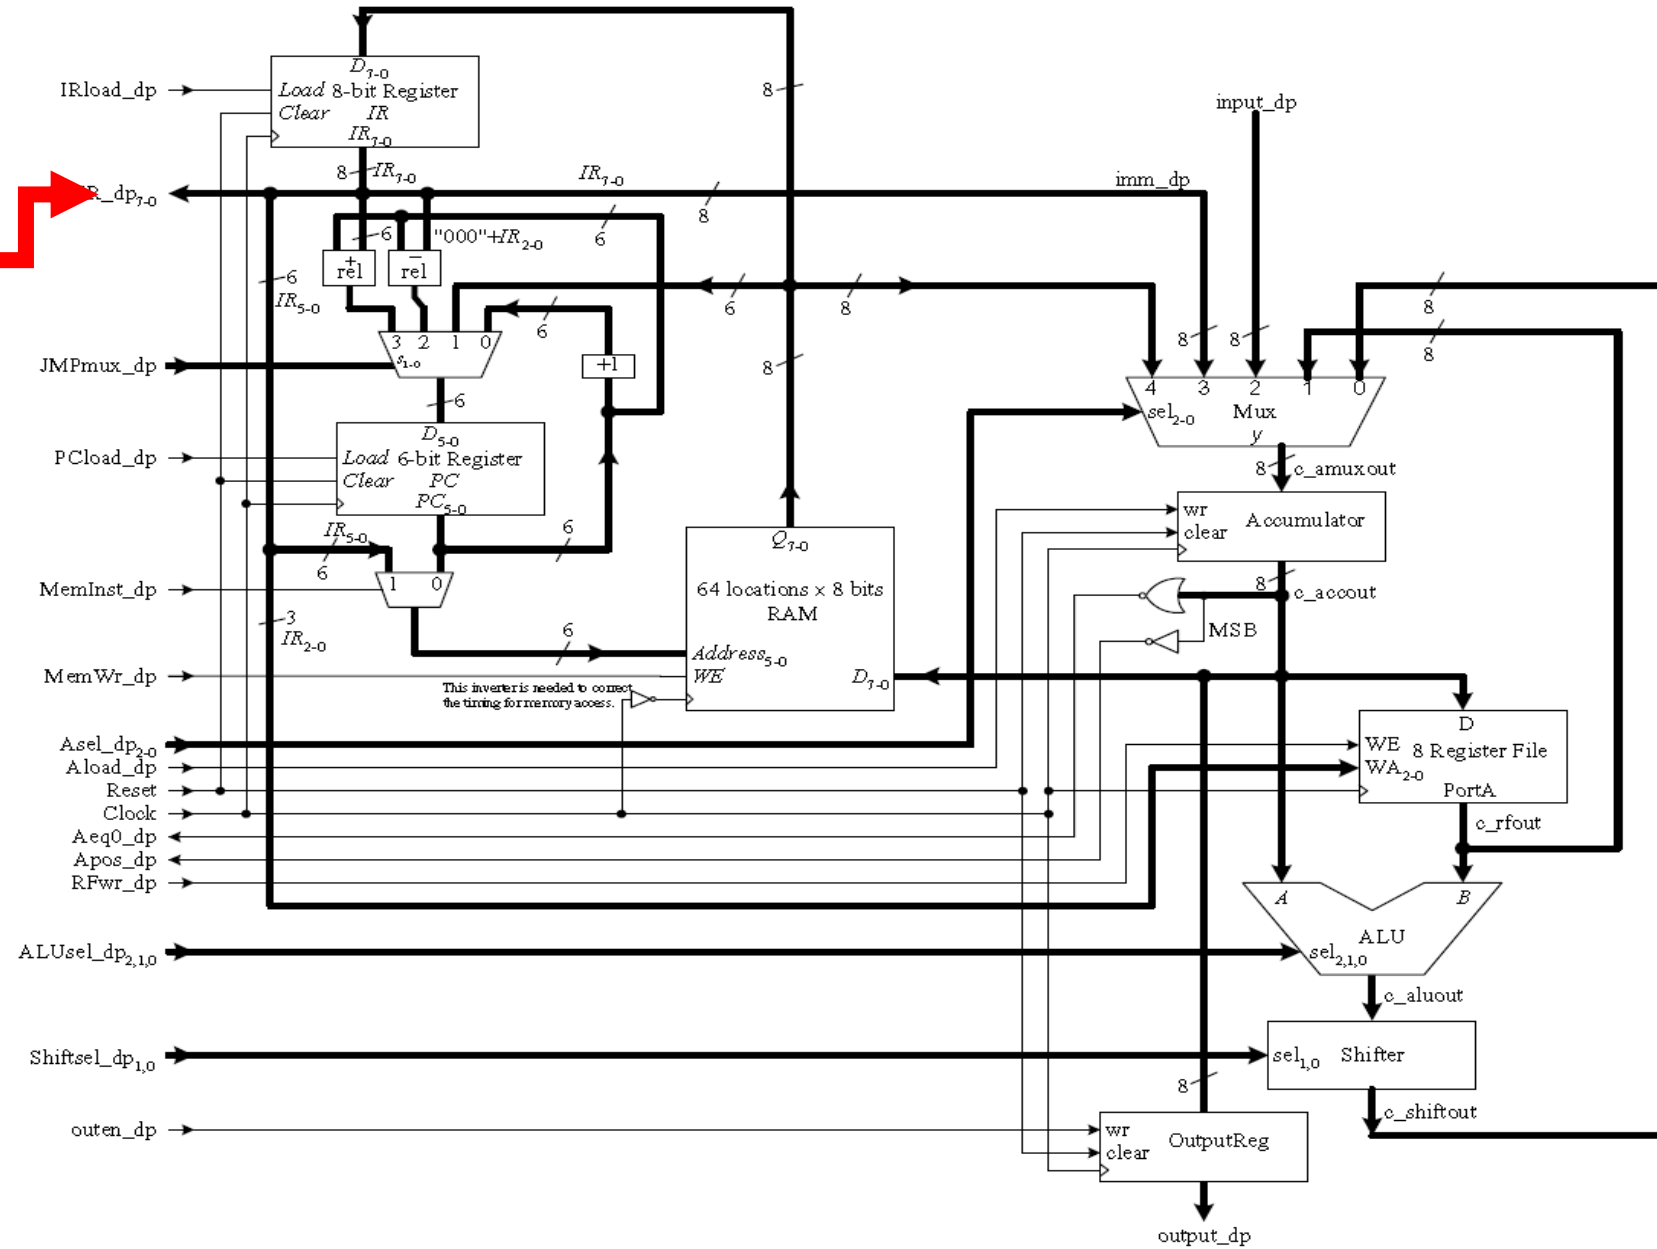 D7-0
IRload_dp
Load 8-bit Register
Clear IR
IR7-0
8
input_dp
8 IR7-0
IR7-0
imm_dp
R_dp7-0
8
6
"000"+IR2-0
6
+
rel
−
rel
6
IR5-0
6
8
8
6
8
8
8
3 2 1 0
s1-0
JMPmux_dp
+1
8
8
4 3 2 1 0
sel2-0
Mux
y
6
D5-0
PCload_dp
Load 6-bit Register
Clear PC
PC5-0
8 c_amuxout
wr
clear
Accumulator
IR5-0
6
6
Q7-0
MemInst_dp
1 0
64 locations × 8 bits
RAM
8
c_accout
MSB
3
IR2-0
6
Address5-0
MemWr_dp
WE
D7-0
This inverter is needed to correct
the timing for memory access.
D
Asel_dp2-0
WE 8 Register File
Aload_dp
WA2-0
Reset
PortA
Clock
c_rfout
Aeq0_dp
Apos_dp
RFwr_dp
A B
ALU
ALUsel_dp2,1,0
sel2,1,0
c_aluout
Shiftsel_dp1,0
sel1,0 Shifter
8
c_shiftout
outen_dp
wr
clear
OutputReg
output_dp